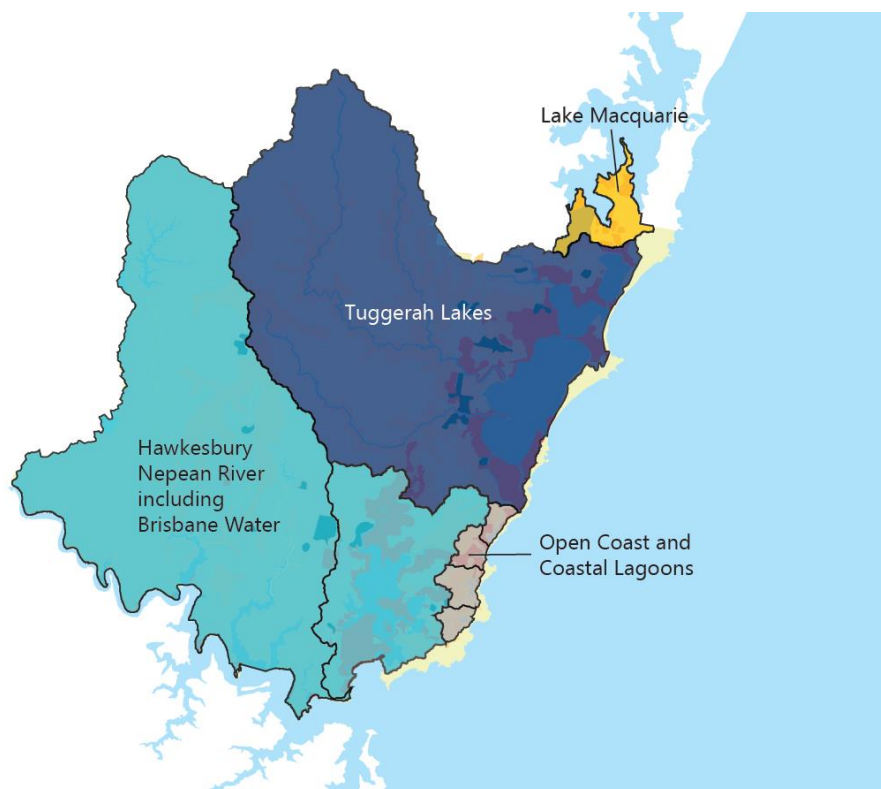 Lake Macquarie
Tuggerah Lakes
Hawkesbury
Nepean River
including
Brisbane Water
Open Coast and
Coastal Lagoons